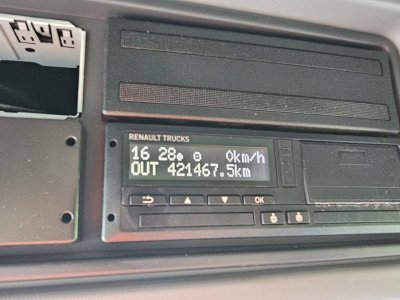 RENAULT TRUCKS
16 28 0km/h
OUT 421467.5km
OK